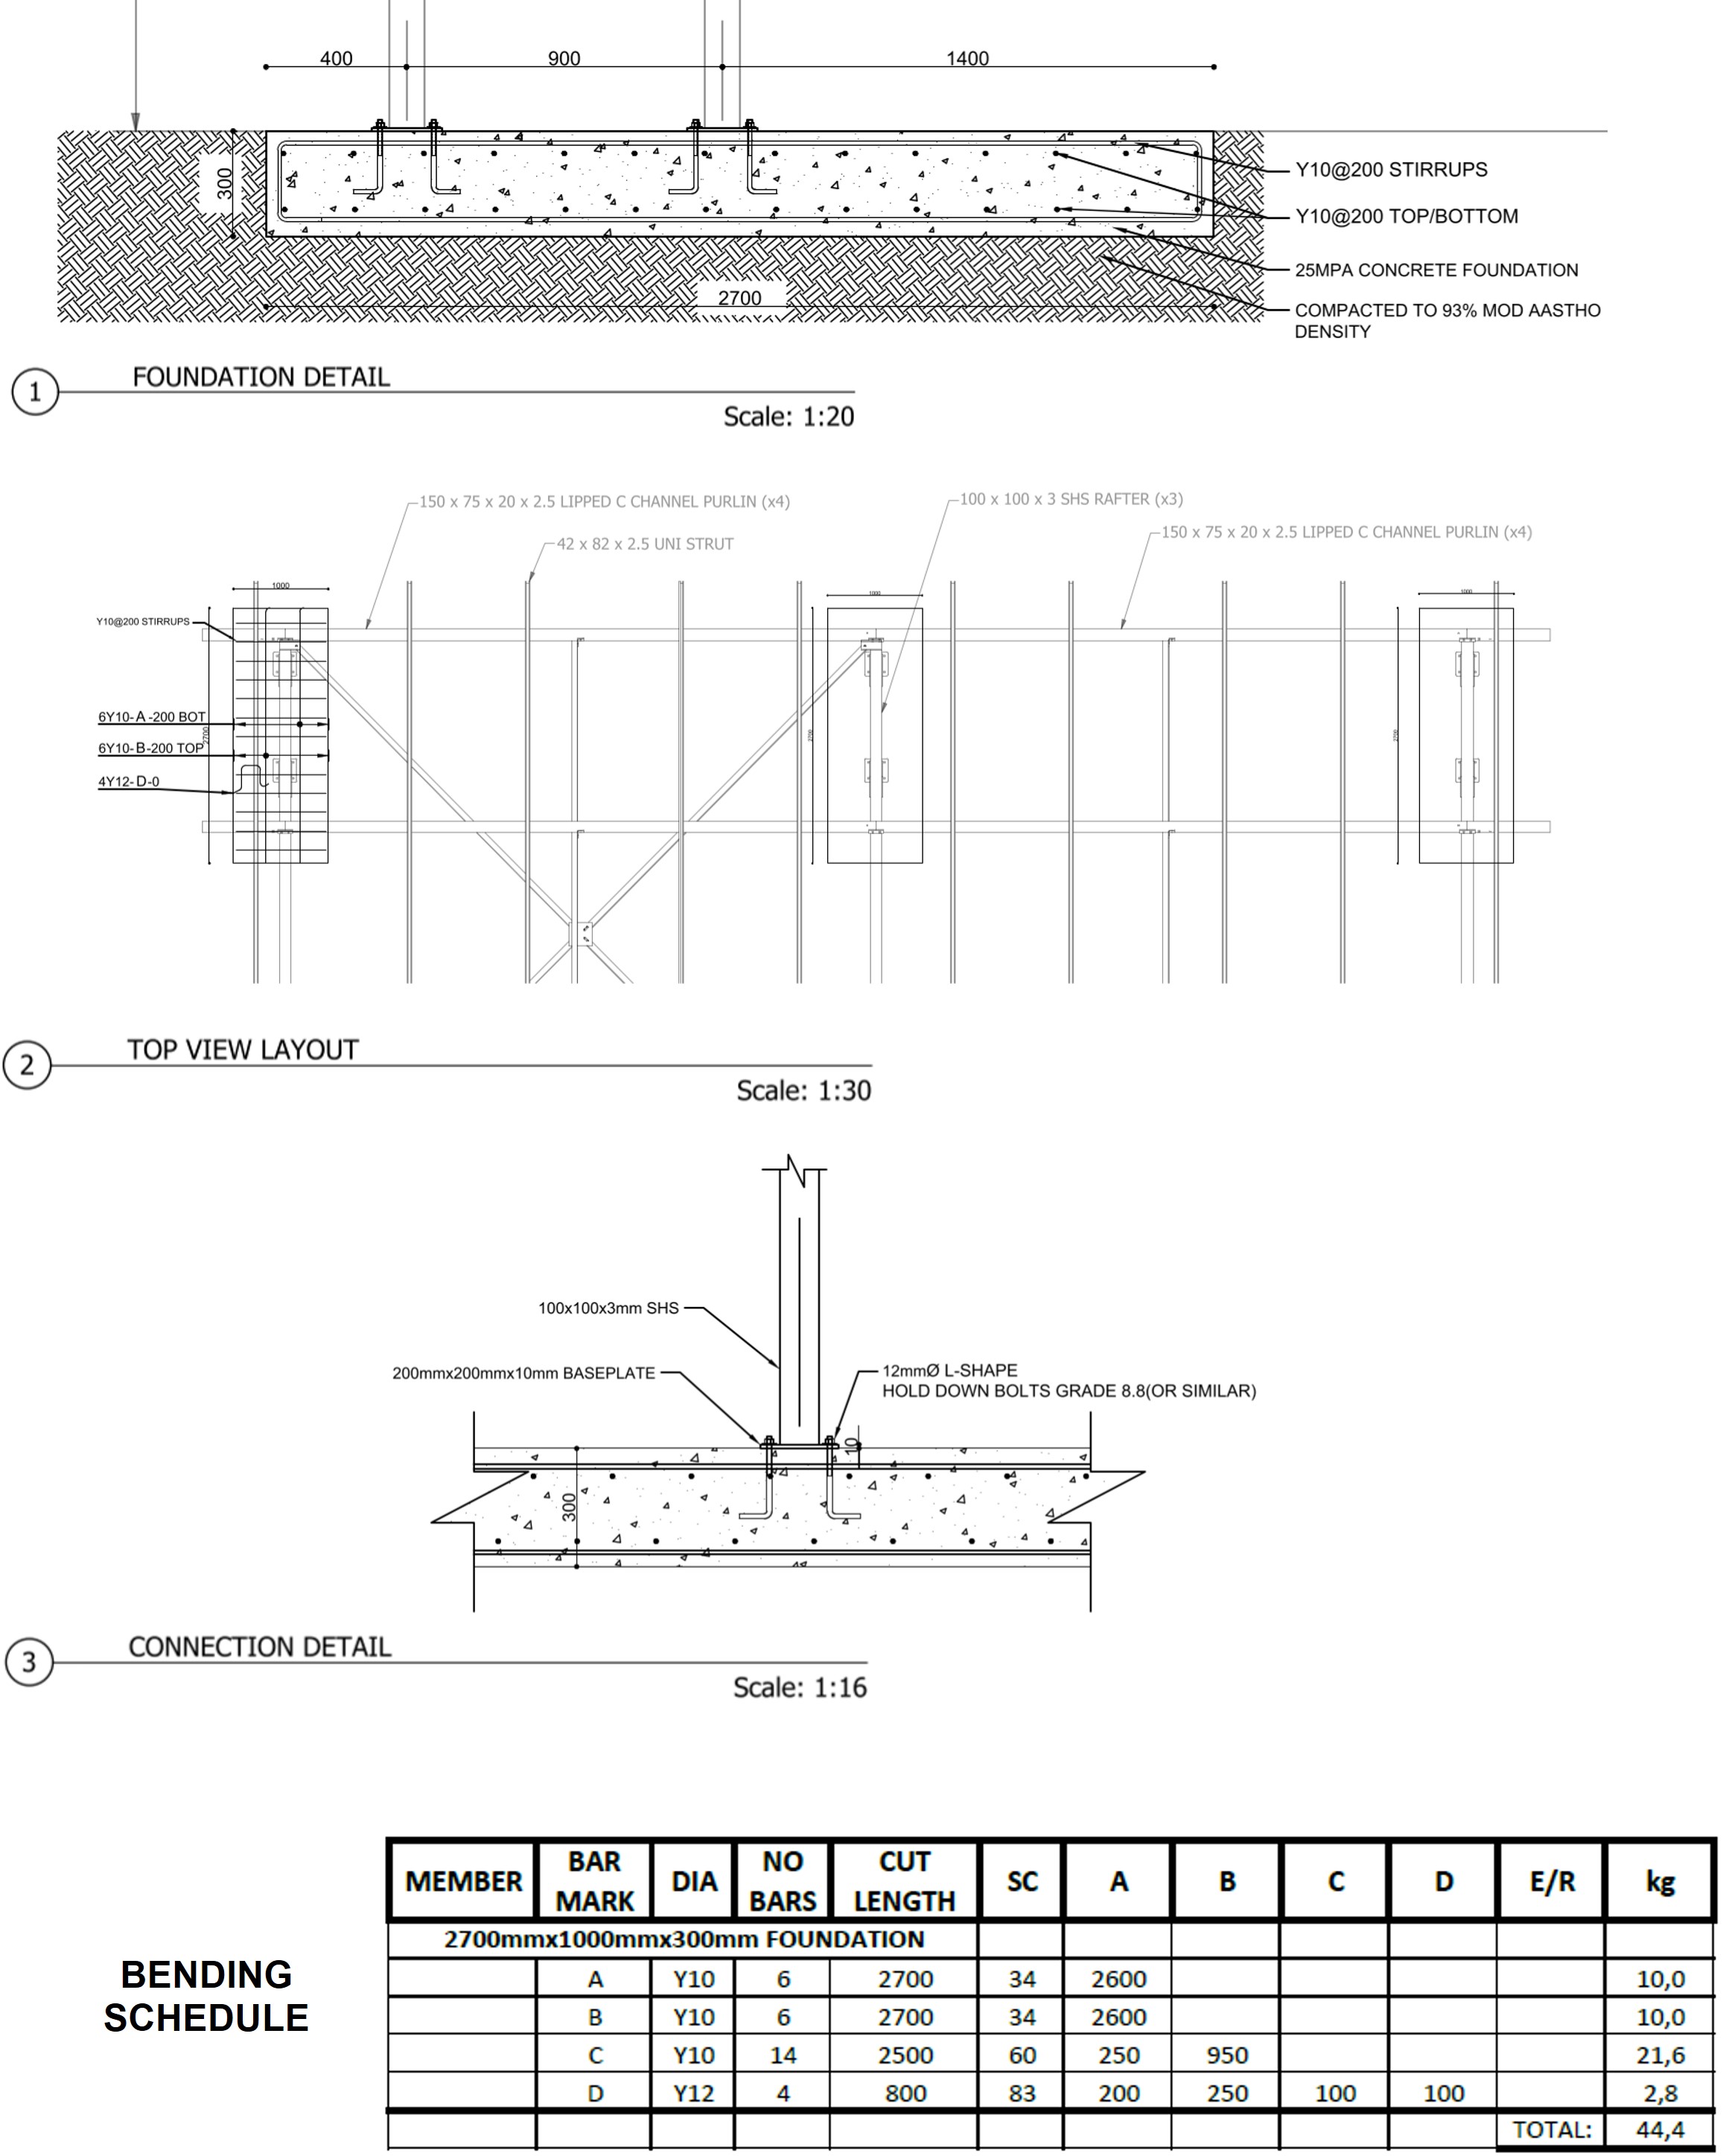 400 900 1400
300
Y10@200 STIRRUPS
Y10@200 TOP/BOTTOM
25MPA CONCRETE FOUNDATION
2700
COMPACTED TO 93% MOD AASTHO
DENSITY
1 FOUNDATION DETAIL
Scale: 1:20
150 x 75 x 20 x 2.5 LIPPED C CHANNEL PURLIN (x4)
100 x 100 x 3 SHS RAFTER (x3)
150 x 75 x 20 x 2.5 LIPPED C CHANNEL PURLIN (x4)
42 x 82 x 2.5 UNI STRUT
1000 1000 1000
Y10@200 STIRRUPS
6Y10-A-200 BOT
2700 2700 2700
6Y10-B-200 TOP
4Y12-D-0
2 TOP VIEW LAYOUT
Scale: 1:30
100x100x3mm SHS
200mmx200mmx10mm BASEPLATE
12mmØ L-SHAPE
HOLD DOWN BOLTS GRADE 8.8(OR SIMILAR)
10
300
3 CONNECTION DETAIL
Scale: 1:16
BENDING
SCHEDULE
MEMBER BAR MARK DIA NO BARS CUT LENGTH SC A B C D E/R kg
2700mmx1000mmx300mm FOUNDATION
A Y10 6 2700 34 2600 10,0
B Y10 6 2700 34 2600 10,0
C Y10 14 2500 60 250 950 21,6
D Y12 4 800 83 200 250 100 100 2,8
TOTAL: 44,4